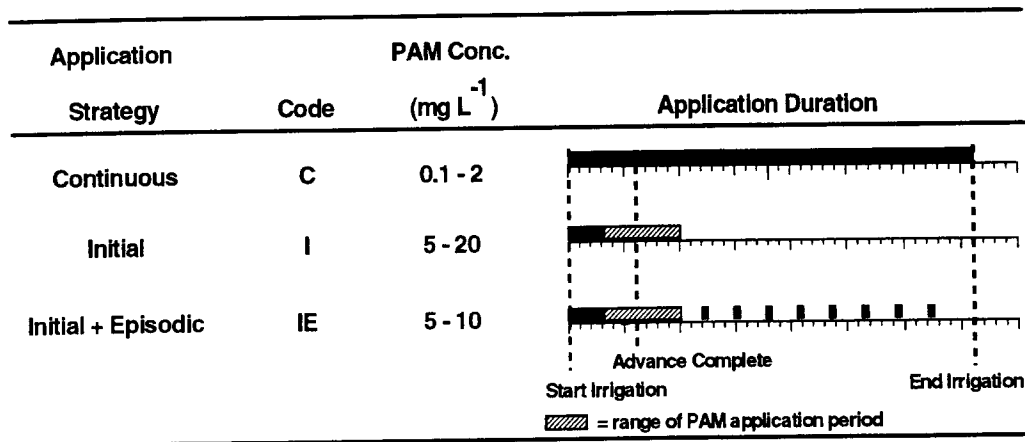 Application Strategy
Code
PAM Conc. (mg L-1)
Application Duration
Continuous
C
0.1 - 2
Initial
I
5 - 20
Initial + Episodic
IE
5 - 10
Advance Complete
Start Irrigation
End Irrigation
= range of PAM application period